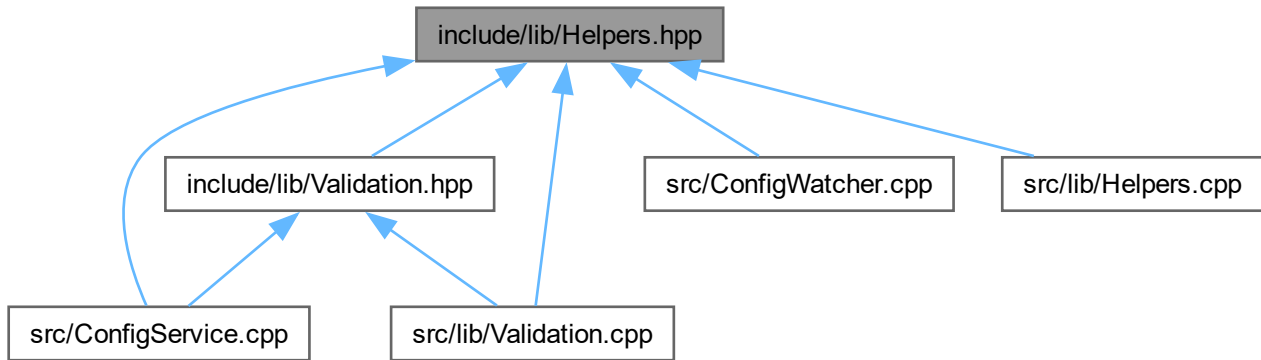 include/lib/Helpers.hpp
include/lib/Validation.hpp
src/ConfigWatcher.cpp
src/lib/Helpers.cpp
src/ConfigService.cpp
src/lib/Validation.cpp